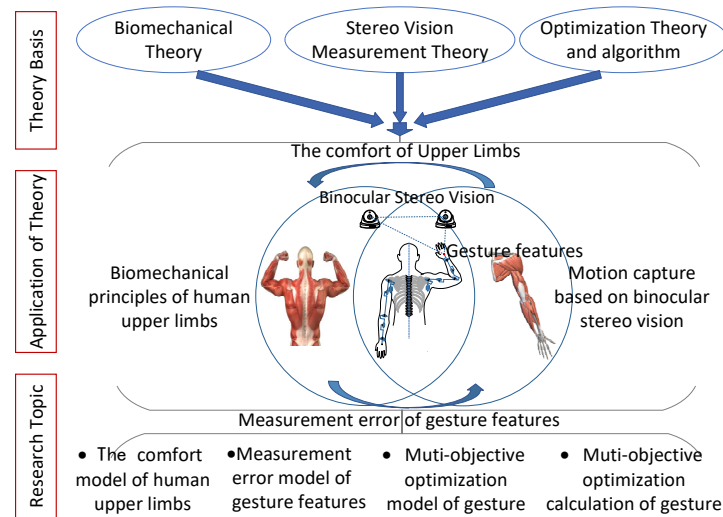 Theory Basis
Biomechanical
Theory
Stereo Vision
Measurement Theory
Optimization Theory
and algorithm
Application of Theory
The comfort of Upper Limbs
Binocular Stereo Vision
Gesture features
Biomechanical
principles of human
upper limbs
Motion capture
based on binocular
stereo vision
Measurement error of gesture features
Research Topic
• The comfort
model of human
upper limbs
•Measurement
error model of
gesture features
• Muti-objective
optimization
model of gesture
• Muti-objective
optimization
calculation of gesture